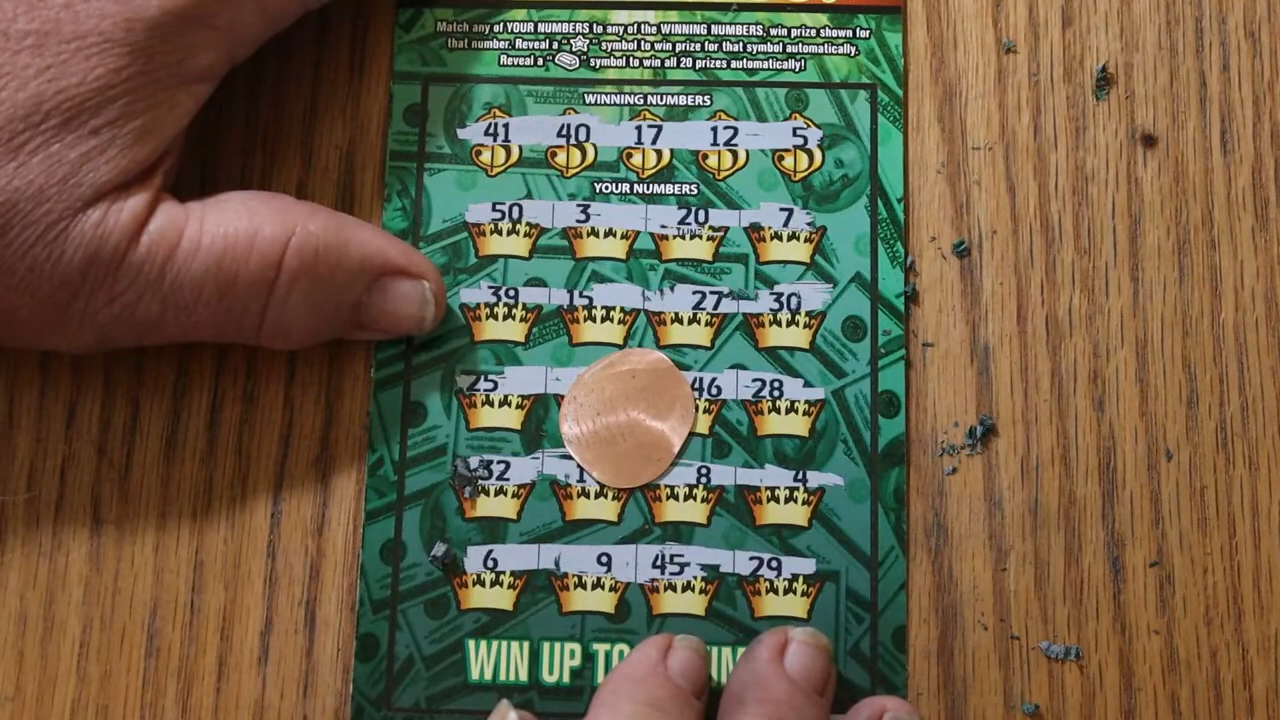 Match any of YOUR NUMBERS to any of the WINNING NUMBERS, win prize shown for
that number. Reveal a " " symbol to win prize for that symbol automatically.
Reveal a " " symbol to win all 20 prizes automatically!
WINNING NUMBERS
41 40 17 12 5
YOUR NUMBERS
50 3 20 7
39 15 27 30
25 46 28
32 8 4
6 9 45 29
WIN UP TO